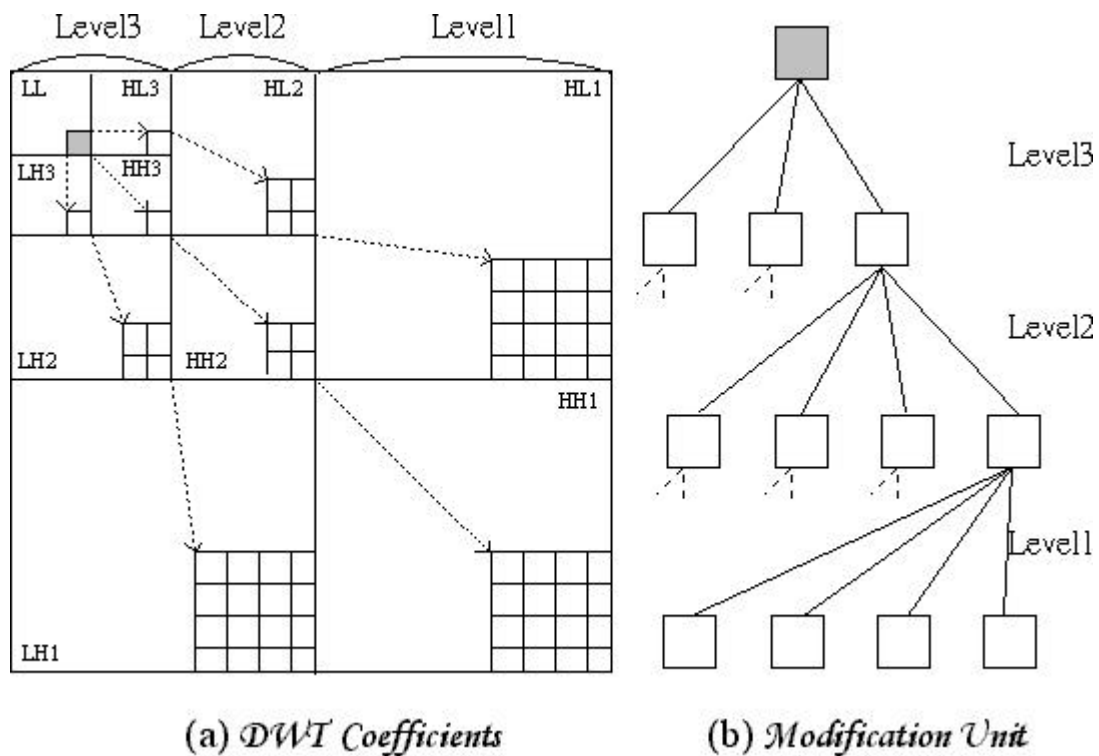 Level3 Level2 Level1
LL HL3 HL2 HL1
LH3 HH3
LH2 HH2
HH1
LH1
(a) DWT Coefficients
Level3
Level2
Level1
(b) Modification Unit